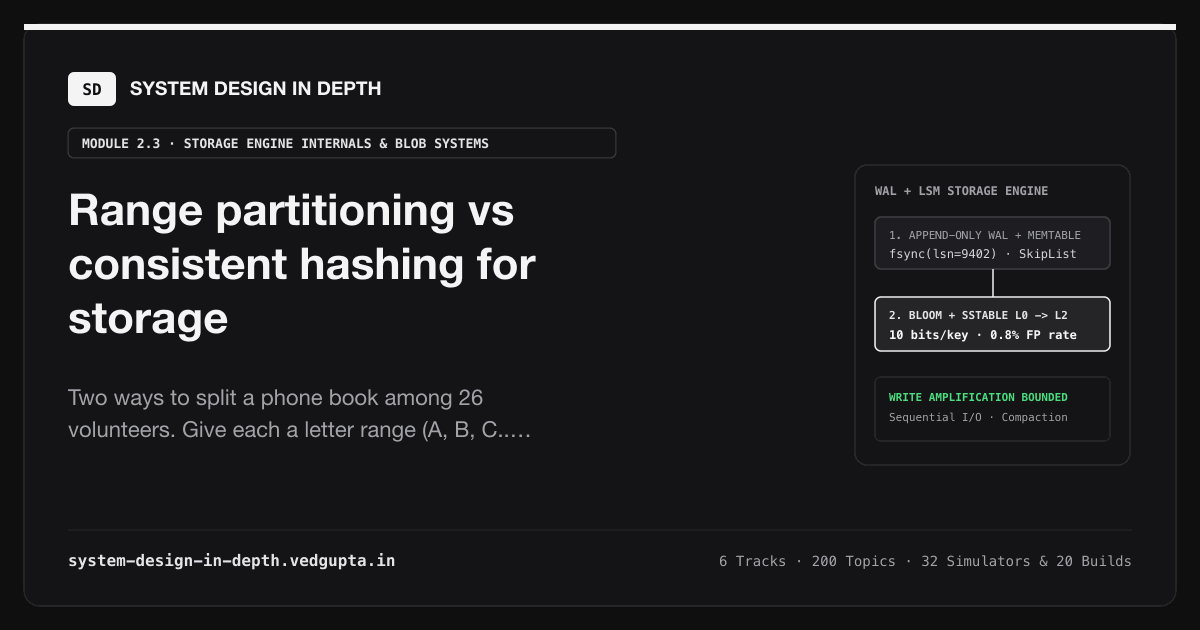 SD SYSTEM DESIGN IN DEPTH
MODULE 2.3 · STORAGE ENGINE INTERNALS & BLOB SYSTEMS
Range partitioning vs
consistent hashing for
storage
Two ways to split a phone book among 26
volunteers. Give each a letter range (A, B, C..…
WAL + LSM STORAGE ENGINE
1. APPEND-ONLY WAL + MEMTABLE
fsync(lsn=9402) · SkipList
2. BLOOM + SSTABLE L0 -> L2
10 bits/key · 0.8% FP rate
WRITE AMPLIFICATION BOUNDED
Sequential I/O · Compaction
system-design-in-depth.vedgupta.in
6 Tracks · 200 Topics · 32 Simulators & 20 Builds